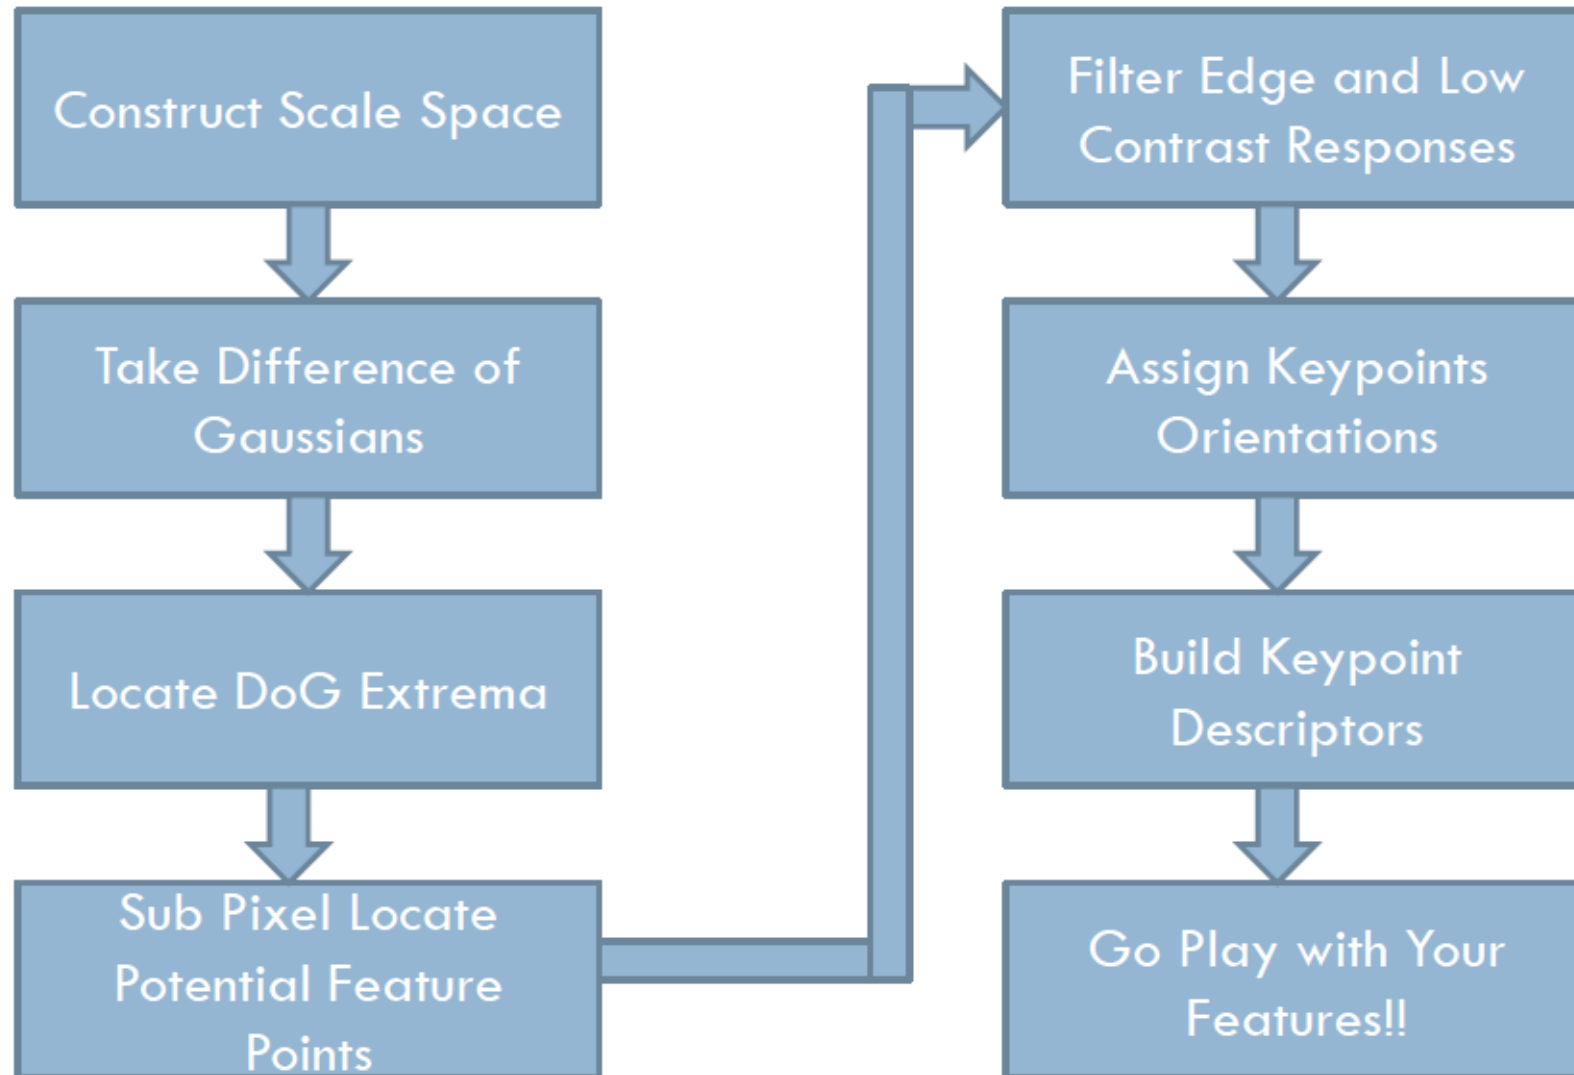 Construct Scale Space
Take Difference of
Gaussians
Locate DoG Extrema
Sub Pixel Locate
Potential Feature
Points
Filter Edge and Low
Contrast Responses
Assign Keypoints
Orientations
Build Keypoint
Descriptors
Go Play with Your
Features!!